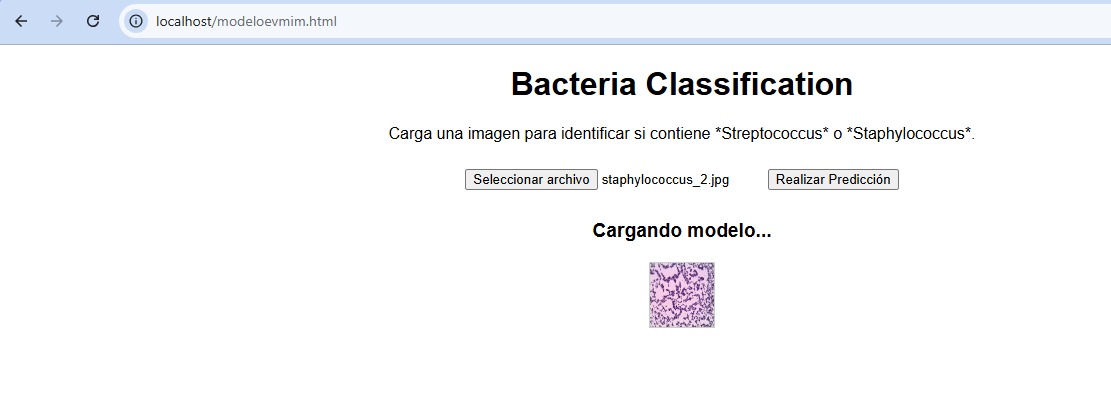 localhost/modeloevmim.html
Bacteria Classification
Carga una imagen para identificar si contiene *Streptococcus* o *Staphylococcus*.
Seleccionar archivo staphylococcus_2.jpg Realizar Predicción
Cargando modelo...